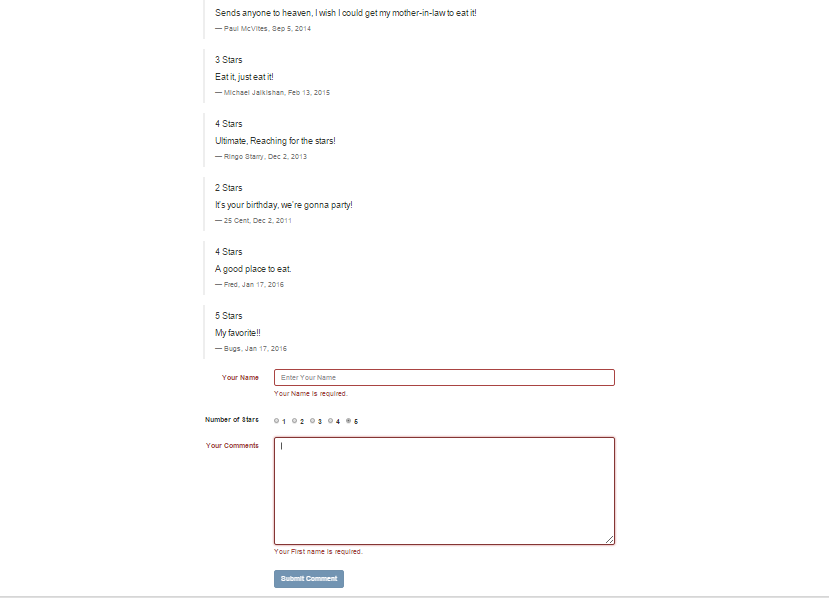 Sends anyone to heaven, I wish I could get my mother-in-law to eat it!
— Paul McVites, Sep 5, 2014
3 Stars
Eat it, just eat it!
— Michael Jaikishan, Feb 13, 2015
4 Stars
Ultimate, Reaching for the stars!
— Ringo Starry, Dec 2, 2013
2 Stars
It's your birthday, we're gonna party!
— 25 Cent, Dec 2, 2011
4 Stars
A good place to eat.
— Fred, Jan 17, 2016
5 Stars
My favorite!!
— Bugs, Jan 17, 2016
Your Name Enter Your Name
Your Name is required.
Number of Stars 1 2 3 4 5
Your Comments
Your First name is required.
Submit Comment